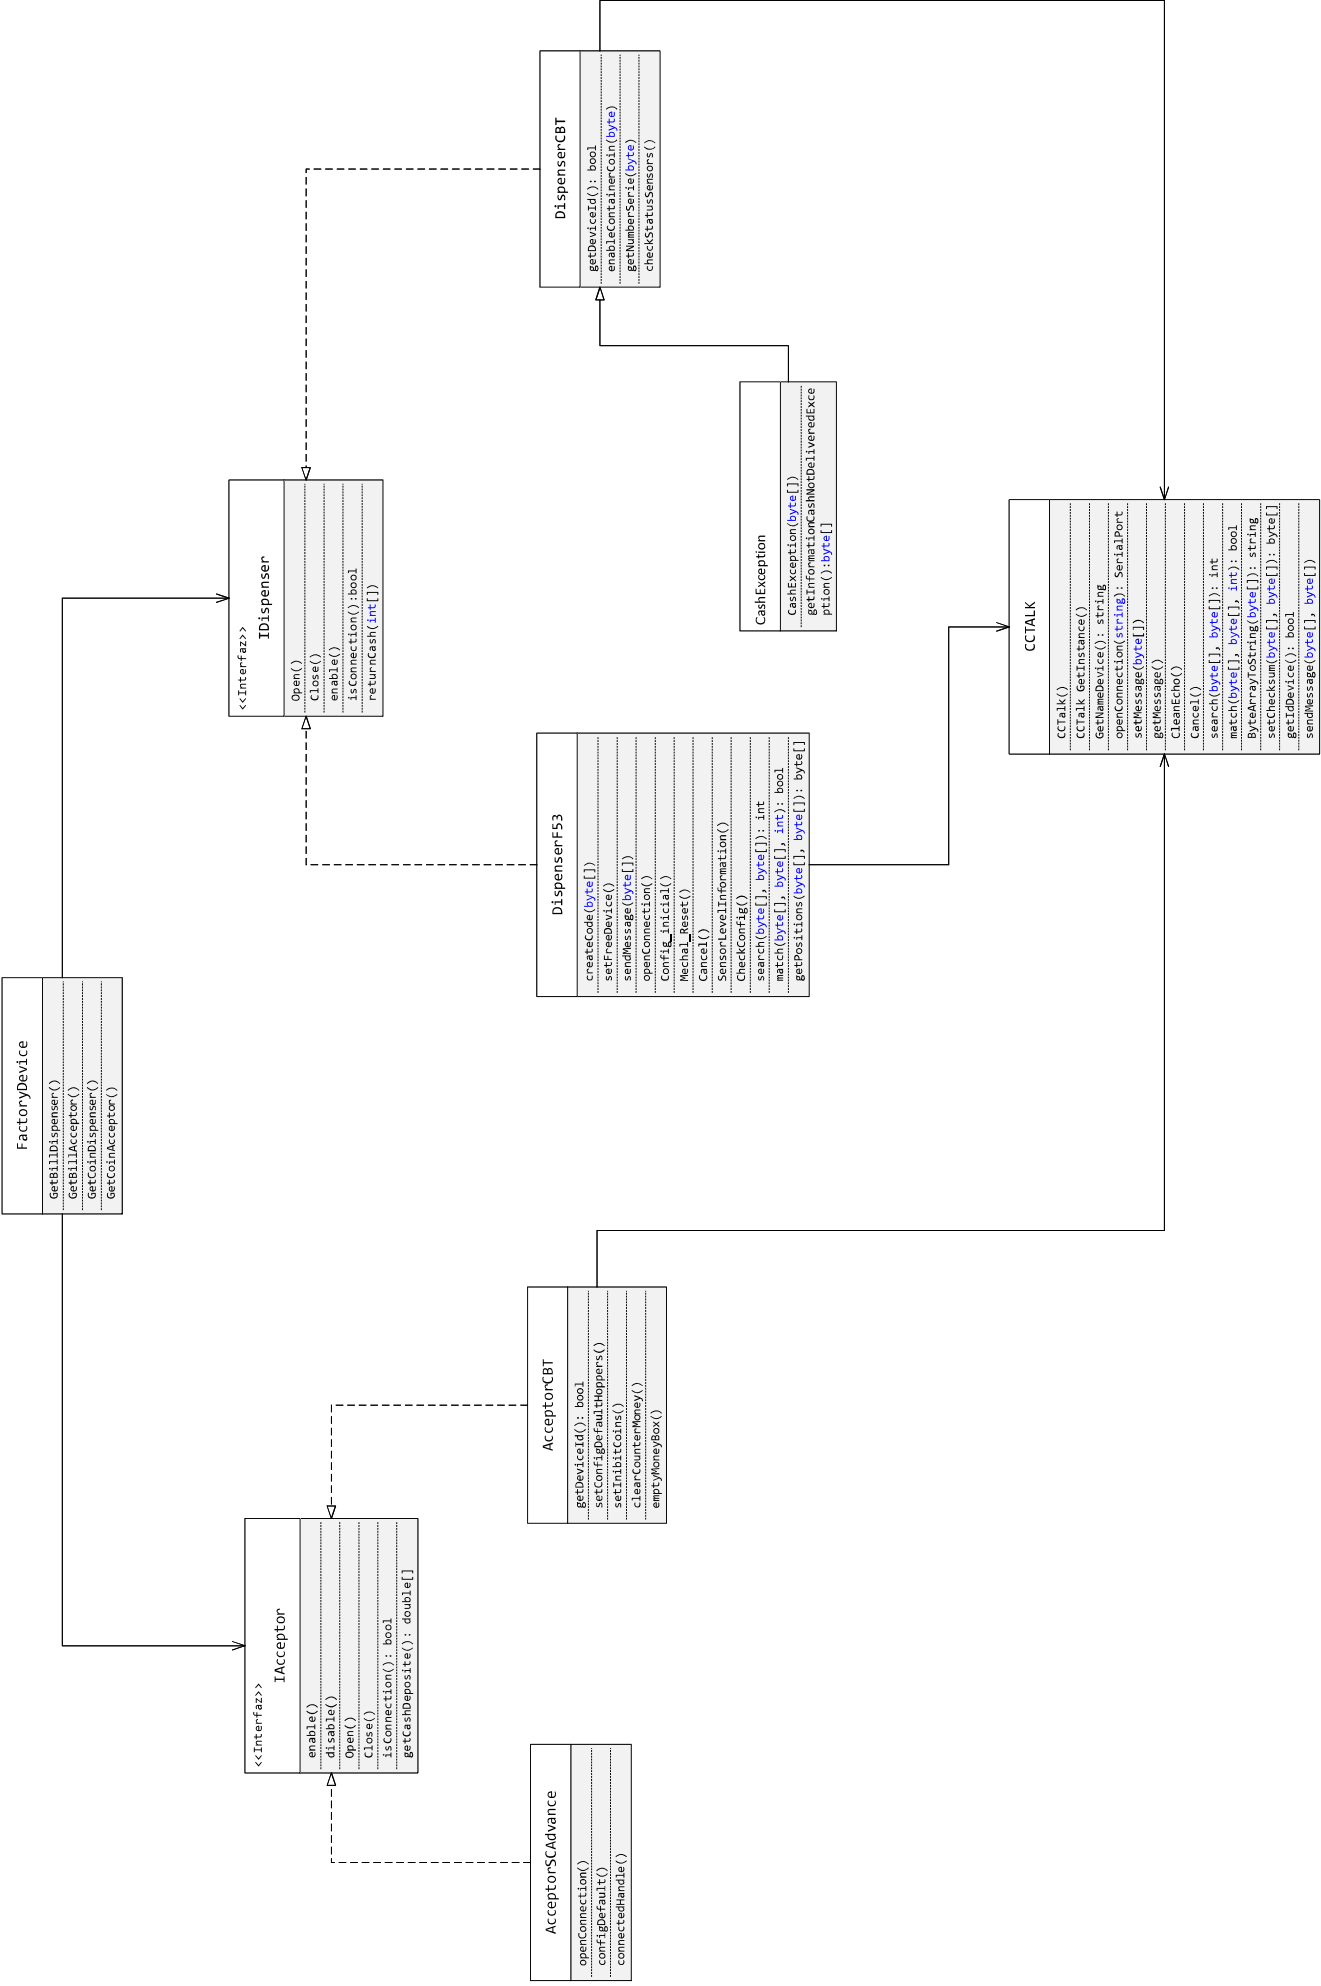 FactoryDevice
GetBillDispenser()
GetBillAcceptor()
GetCoinDispenser()
GetCoinAcceptor()
<<Interfaz>>
IAcceptor
enable()
disable()
Open()
Close()
isConnection(): bool
getCashDeposite(): double[]
<<Interfaz>>
IDispenser
Open()
Close()
enable()
isConnection():bool
returnCash(int[])
AcceptorSCAdvance
openConnection()
configDefault()
connectedHandle()
AcceptorCBT
getDeviceId(): bool
setConfigDefaultHoppers()
setInibitCoins()
clearCounterMoney()
emptyMoneyBox()
DispenserF53
createCode(byte[])
setFreeDevice()
sendMessage(byte[])
openConnection()
Config_inicial()
Mechal_Reset()
Cancel()
SensorLevelInformation()
CheckConfig()
search(byte[], byte[]): int
match(byte[], byte[], int): bool
getPositions(byte[], byte[]): byte[]
DispenserCBT
getDeviceId(): bool
enableContainerCoin(byte)
getNumberSerie(byte)
checkStatusSensors()
CashException
CashException(byte[])
getInformationCashNotDeliveredExce
ption():byte[]
CCTALK
CCTalk()
CCTalk GetInstance()
GetNameDevice(): string
openConnection(string): SerialPort
setMessage(byte[])
getMessage()
CleanEcho()
Cancel()
search(byte[], byte[]): int
match(byte[], byte[], int): bool
ByteArrayToString(byte[]): string
setChecksum(byte[], byte[]): byte[]
getIdDevice(): bool
sendMessage(byte[], byte[])